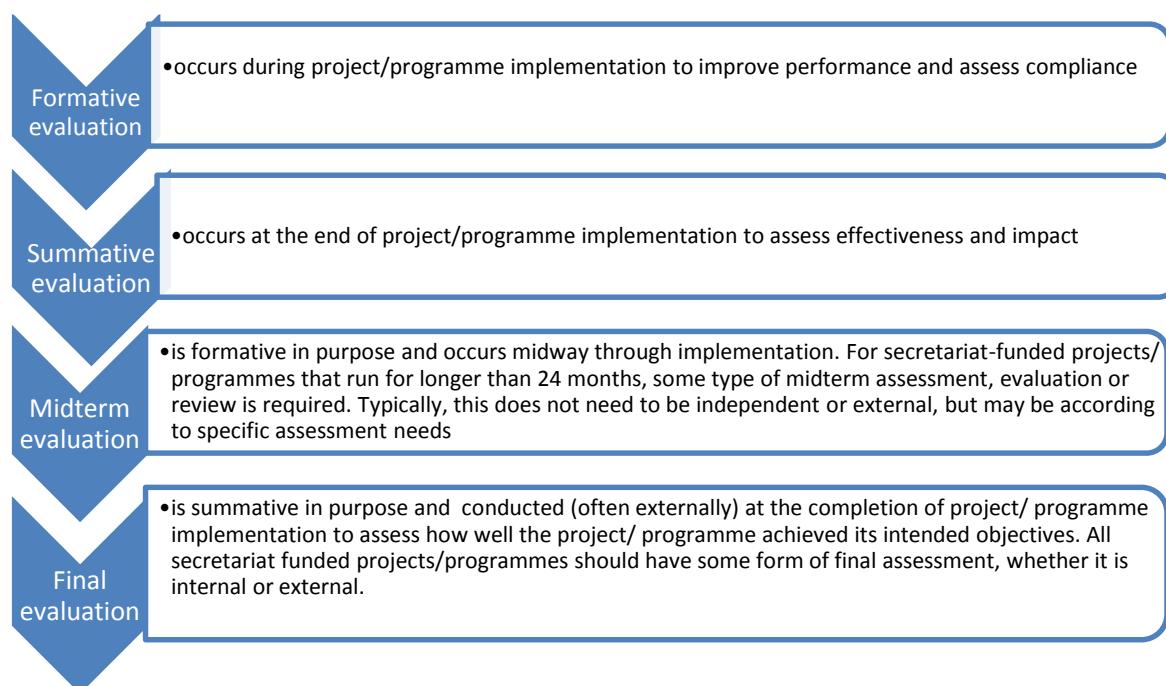 Formative
evaluation
•occurs during project/programme implementation to improve performance and assess compliance
Summative
evaluation
•occurs at the end of project/programme implementation to assess effectiveness and impact
Midterm
evaluation
•is formative in purpose and occurs midway through implementation. For secretariat-funded projects/
programmes that run for longer than 24 months, some type of midterm assessment, evaluation or
review is required. Typically, this does not need to be independent or external, but may be according
to specific assessment needs
Final
evaluation
•is summative in purpose and  conducted (often externally) at the completion of project/ programme
implementation to assess how well the project/ programme achieved its intended objectives. All
secretariat funded projects/programmes should have some form of final assessment, whether it is
internal or external.